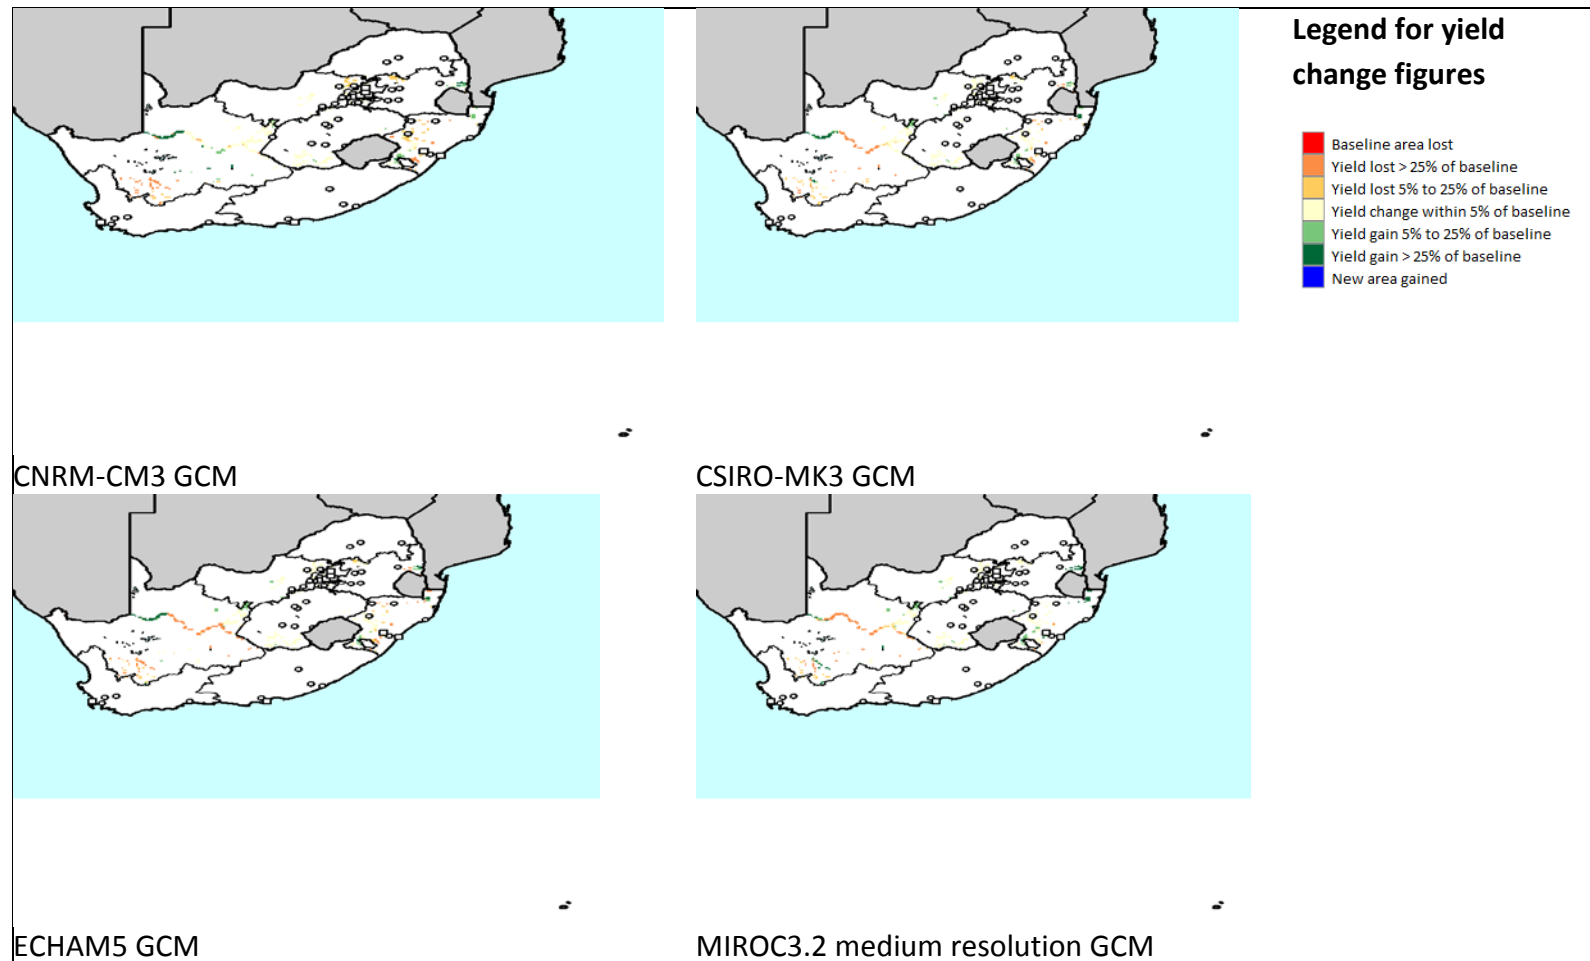 Legend for yield
change figures
Baseline area lost
Yield lost > 25% of baseline
Yield lost 5% to 25% of baseline
Yield change within 5% of baseline
Yield gain 5% to 25% of baseline
Yield gain > 25% of baseline
New area gained
CNRM-CM3 GCM
CSIRO-MK3 GCM
ECHAM5 GCM
MIROC3.2 medium resolution GCM